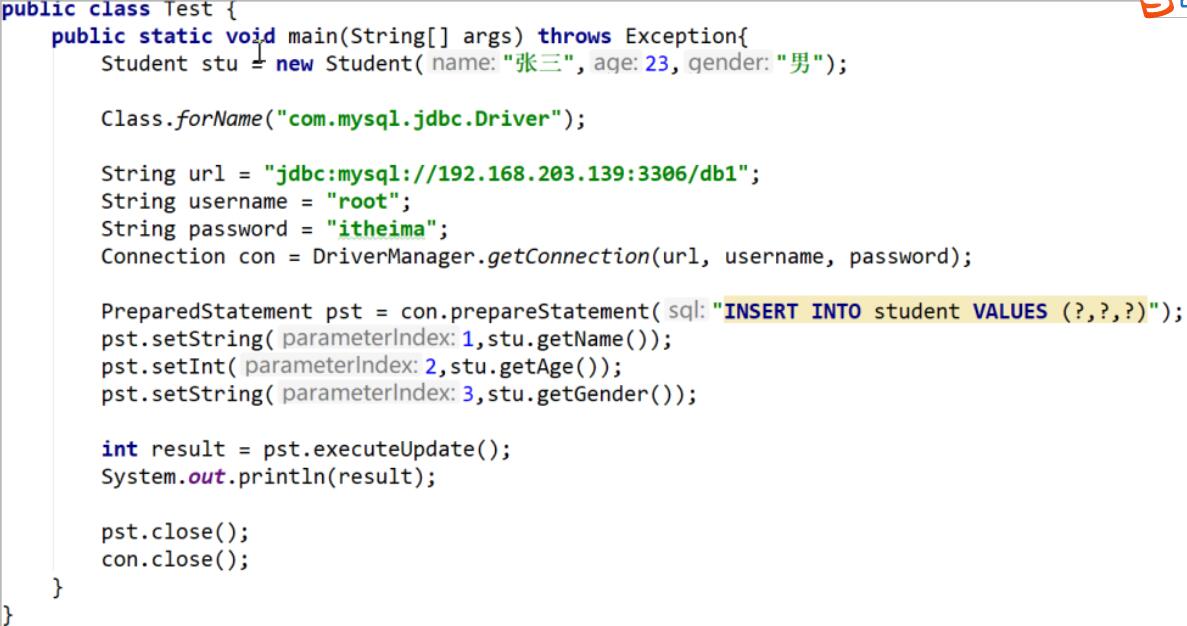 public class Test {
public static void main(String[] args) throws Exception{
Student stu = new Student( name: "张三", age: 23, gender: "男");
Class.forName("com.mysql.jdbc.Driver");
String url = "jdbc:mysql://192.168.203.139:3306/db1";
String username = "root";
String password = "itheima";
Connection con = DriverManager.getConnection(url, username, password);
PreparedStatement pst = con.prepareStatement( sql: "INSERT INTO student VALUES (?,?,?)");
pst.setString( parameterIndex: 1,stu.getName());
pst.setInt( parameterIndex: 2,stu.getAge());
pst.setString( parameterIndex: 3,stu.getGender());
int result = pst.executeUpdate();
System.out.println(result);
pst.close();
con.close();
}
}